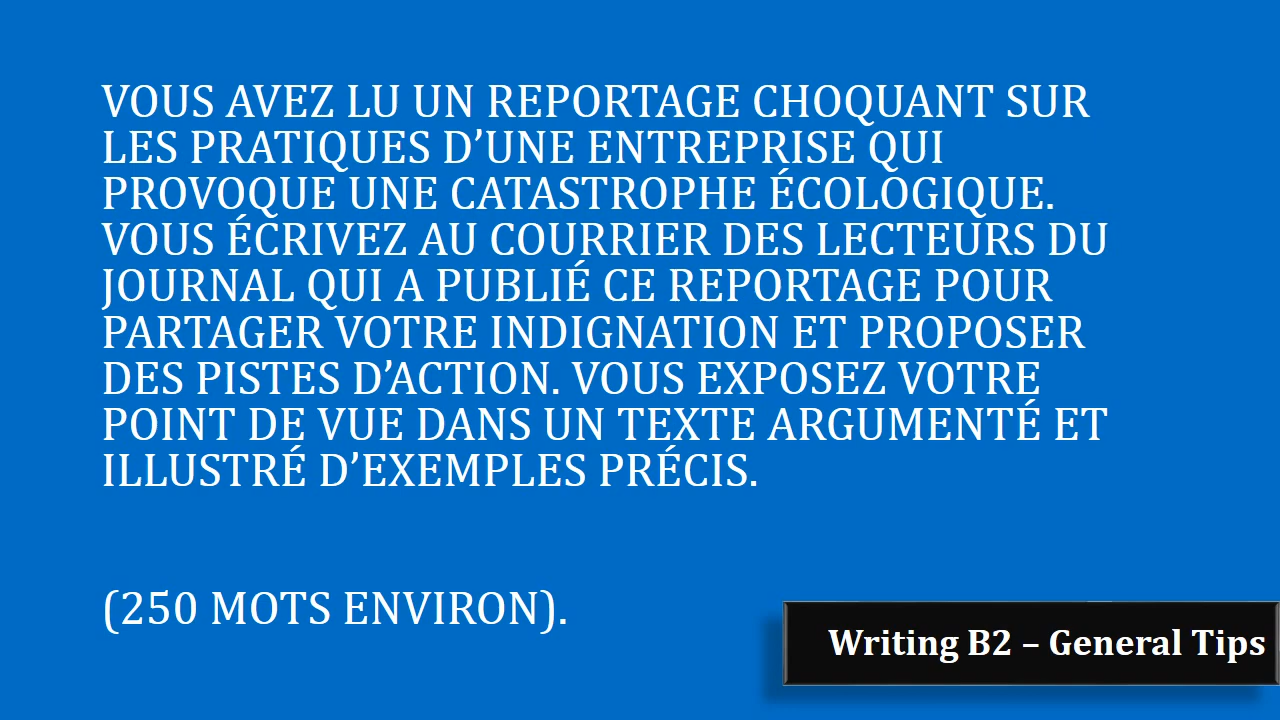 VOUS AVEZ LU UN REPORTAGE CHOQUANT SUR
LES PRATIQUES D’UNE ENTREPRISE QUI
PROVOQUE UNE CATASTROPHE ÉCOLOGIQUE.
VOUS ÉCRIVEZ AU COURRIER DES LECTEURS DU
JOURNAL QUI A PUBLIÉ CE REPORTAGE POUR
PARTAGER VOTRE INDIGNATION ET PROPOSER
DES PISTES D’ACTION. VOUS EXPOSEZ VOTRE
POINT DE VUE DANS UN TEXTE ARGUMENTÉ ET
ILLUSTRÉ D’EXEMPLES PRÉCIS.
(250 MOTS ENVIRON).
Writing B2 – General Tips